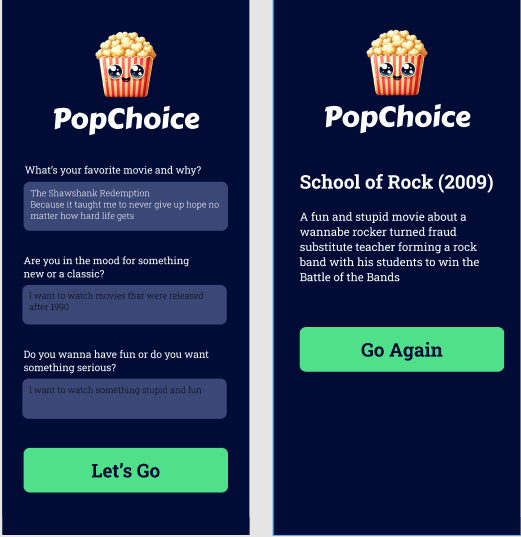 PopChoice
What's your favorite movie and why?
The Shawshank Redemption
Because it taught me to never give up hope no
matter how hard life gets
Are you in the mood for something
new or a classic?
I want to watch movies that were released
after 1990
Do you wanna have fun or do you want
something serious?
I want to watch something stupid and fun
Let's Go
PopChoice
School of Rock (2009)
A fun and stupid movie about a
wannabe rocker turned fraud
substitute teacher forming a rock
band with his students to win the
Battle of the Bands
Go Again